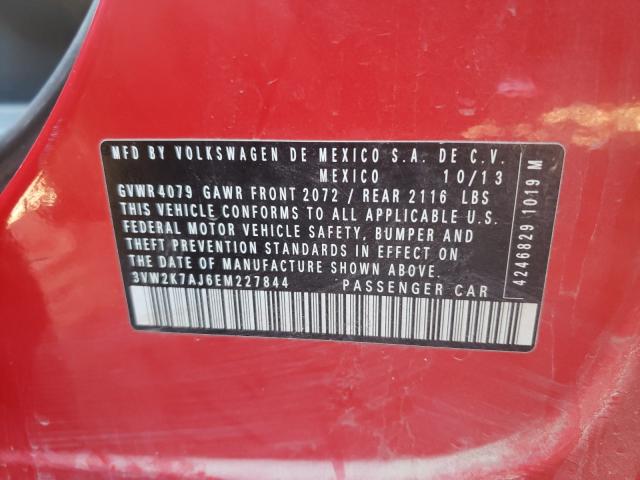 MFD BY VOLKSWAGEN DE MEXICO S.A. DE C.V.
MEXICO 10/13
GVWR4079 GAWR FRONT 2072 / REAR 2116 LBS
THIS VEHICLE CONFORMS TO ALL APPLICABLE U.S.
FEDERAL MOTOR VEHICLE SAFETY, BUMPER AND
THEFT PREVENTION STANDARDS IN EFFECT ON
THE DATE OF MANUFACTURE SHOWN ABOVE.
3VW2K7AJ6EM227844 PASSENGER CAR
4246829 1019 M